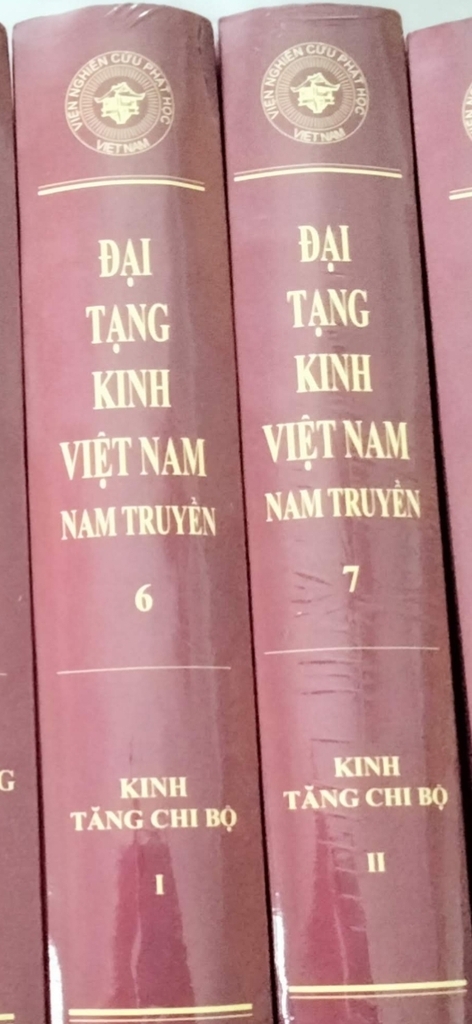 VIỆN NGHIÊN CỨU PHẬT HỌC
VIỆT NAM
ĐẠI
TẠNG
KINH
VIỆT NAM
NAM TRUYỀN
6
KINH
TĂNG CHI BỘ
I
VIỆN NGHIÊN CỨU PHẬT HỌC
VIỆT NAM
ĐẠI
TẠNG
KINH
VIỆT NAM
NAM TRUYỀN
7
KINH
TĂNG CHI BỘ
II
G